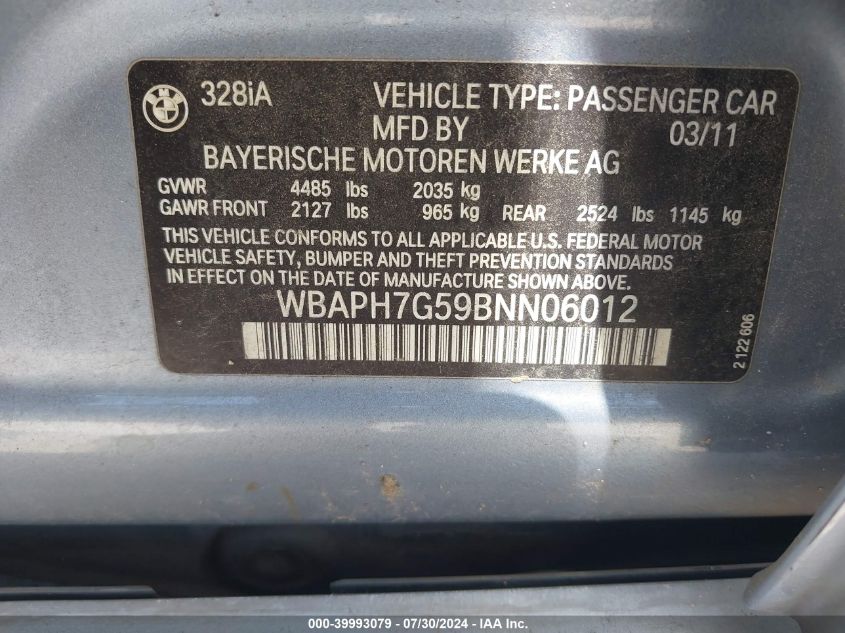 BMW
328iA VEHICLE TYPE: PASSENGER CAR
MFD BY 03/11
BAYERISCHE MOTOREN WERKE AG
GVWR 4485 lbs 2035 kg
GAWR FRONT 2127 lbs 965 kg REAR 2524 lbs 1145 kg
THIS VEHICLE CONFORMS TO ALL APPLICABLE U.S. FEDERAL MOTOR
VEHICLE SAFETY, BUMPER AND THEFT PREVENTION STANDARDS
IN EFFECT ON THE DATE OF MANUFACTURE SHOWN ABOVE.
WBAPH7G59BNN06012
2 122 606
000-39993079 / 07/30/2024 - IAA Inc.